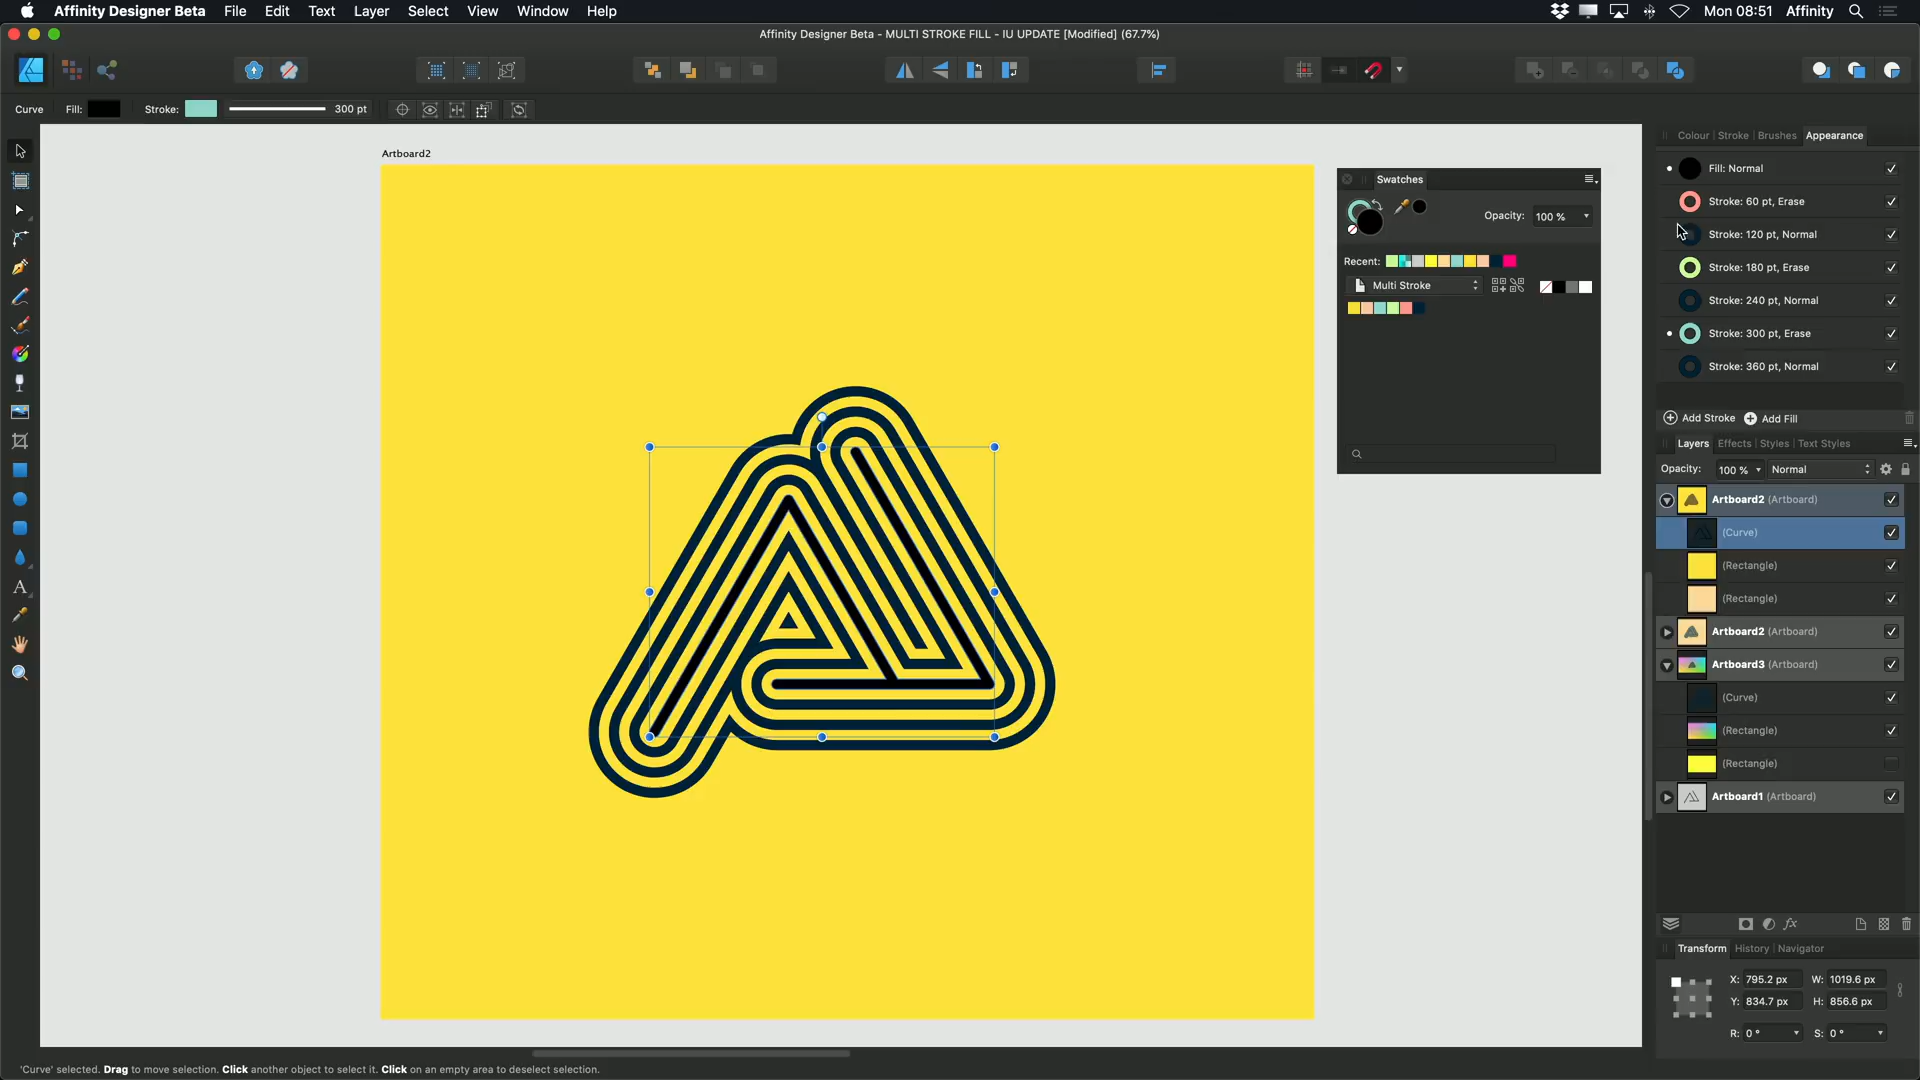 Affinity Designer Beta File Edit Text Layer Select View Window Help Mon 08:51 Affinity
Affinity Designer Beta - MULTI STROKE FILL - IU UPDATE [Modified] (67.7%)
Curve Fill: Stroke: 300 pt
Artboard2
Colour Stroke Brushes Appearance
Fill: Normal
Stroke: 60 pt, Erase
Stroke: 120 pt, Normal
Stroke: 180 pt, Erase
Stroke: 240 pt, Normal
Stroke: 300 pt, Erase
Stroke: 360 pt, Normal
Add Stroke Add Fill
Swatches
Opacity: 100 %
Recent:
Multi Stroke
Layers Effects Styles Text Styles
Opacity: 100 % Normal
Artboard2 (Artboard)
(Curve)
(Rectangle)
(Rectangle)
Artboard2 (Artboard)
Artboard3 (Artboard)
(Curve)
(Rectangle)
(Rectangle)
Artboard1 (Artboard)
fx
Transform History Navigator
X: 795.2 px W: 1019.6 px
Y: 834.7 px H: 856.6 px
R: 0 ° S: 0 °
'Curve' selected. Drag to move selection. Click another object to select it. Click on an empty area to deselect selection.